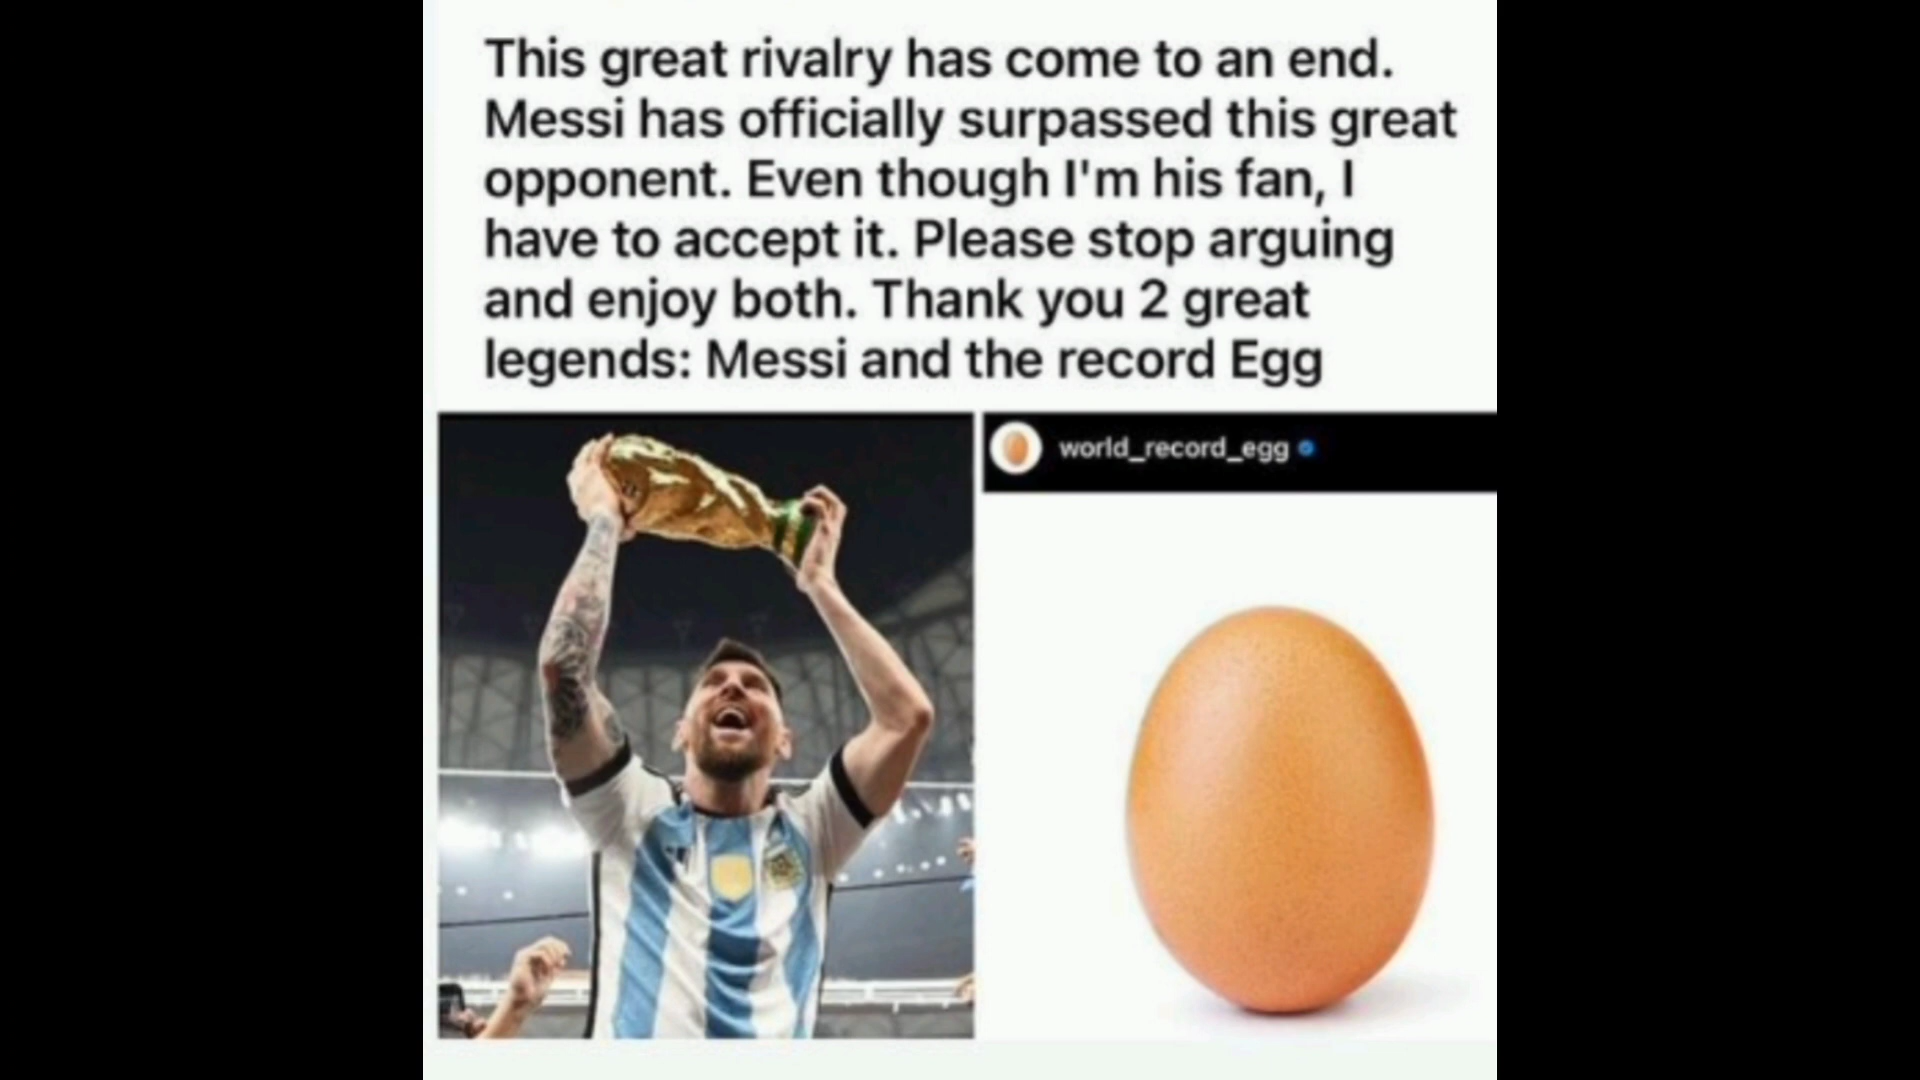 This great rivalry has come to an end.
Messi has officially surpassed this great
opponent. Even though I'm his fan, I
have to accept it. Please stop arguing
and enjoy both. Thank you 2 great
legends: Messi and the record Egg
world_record_egg